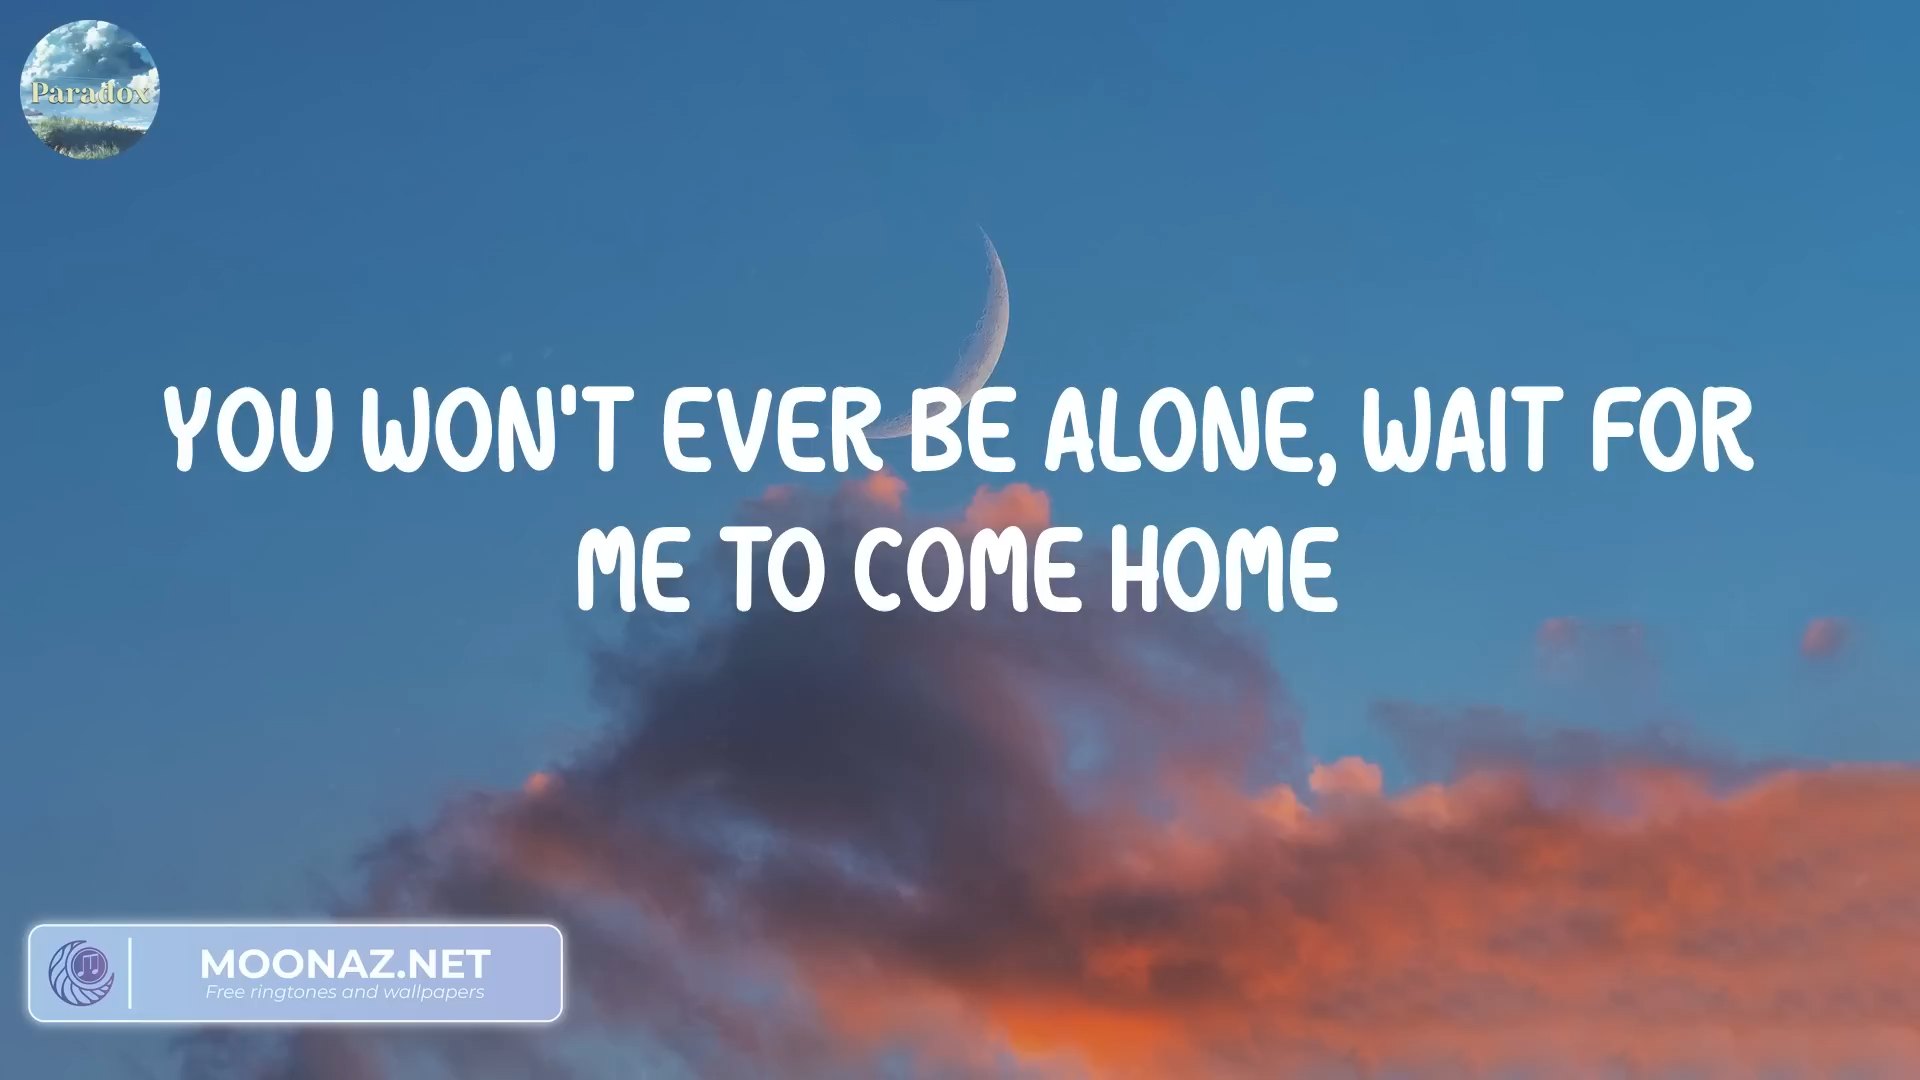 Paradox
YOU WON'T EVER BE ALONE, WAIT FOR
ME TO COME HOME
MOONAZ.NET
Free ringtones and wallpapers